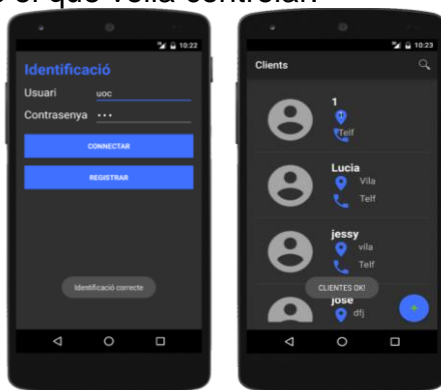 e el que volia controlar.
10:22
Identificació
Usuari uoc
Contrasenya •••
CONNECTAR
REGISTRAR
Identificació correcte
10:23
Clients
1
Telf
Lucia
Vila
Telf
jessy
vila
Telf
CLIENTES OK!
jose
dfj
+